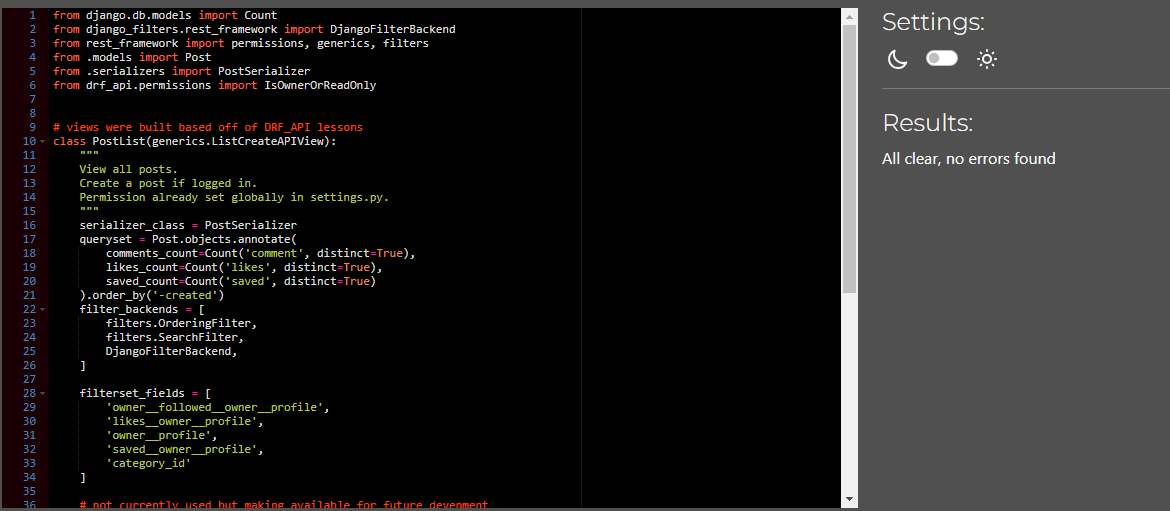 1 from django.db.models import Count
2 from django_filters.rest_framework import DjangoFilterBackend
3 from rest_framework import permissions, generics, filters
4 from .models import Post
5 from .serializers import PostSerializer
6 from drf_api.permissions import IsOwnerOrReadOnly
7
8
9 # views were built based off of DRF_API lessons
10 class PostList(generics.ListCreateAPIView):
11     """
12     View all posts.
13     Create a post if logged in.
14     Permission already set globally in settings.py.
15     """
16     serializer_class = PostSerializer
17     queryset = Post.objects.annotate(
18         comments_count=Count('comment', distinct=True),
19         likes_count=Count('likes', distinct=True),
20         saved_count=Count('saved', distinct=True)
21     ).order_by('-created')
22     filter_backends = [
23         filters.OrderingFilter,
24         filters.SearchFilter,
25         DjangoFilterBackend,
26     ]
27
28     filterset_fields = [
29         'owner__followed__owner__profile',
30         'likes__owner__profile',
31         'owner__profile',
32         'saved__owner__profile',
33         'category_id'
34     ]
35
36     # not currently used but making available for future devenment
Settings:
Results:
All clear, no errors found